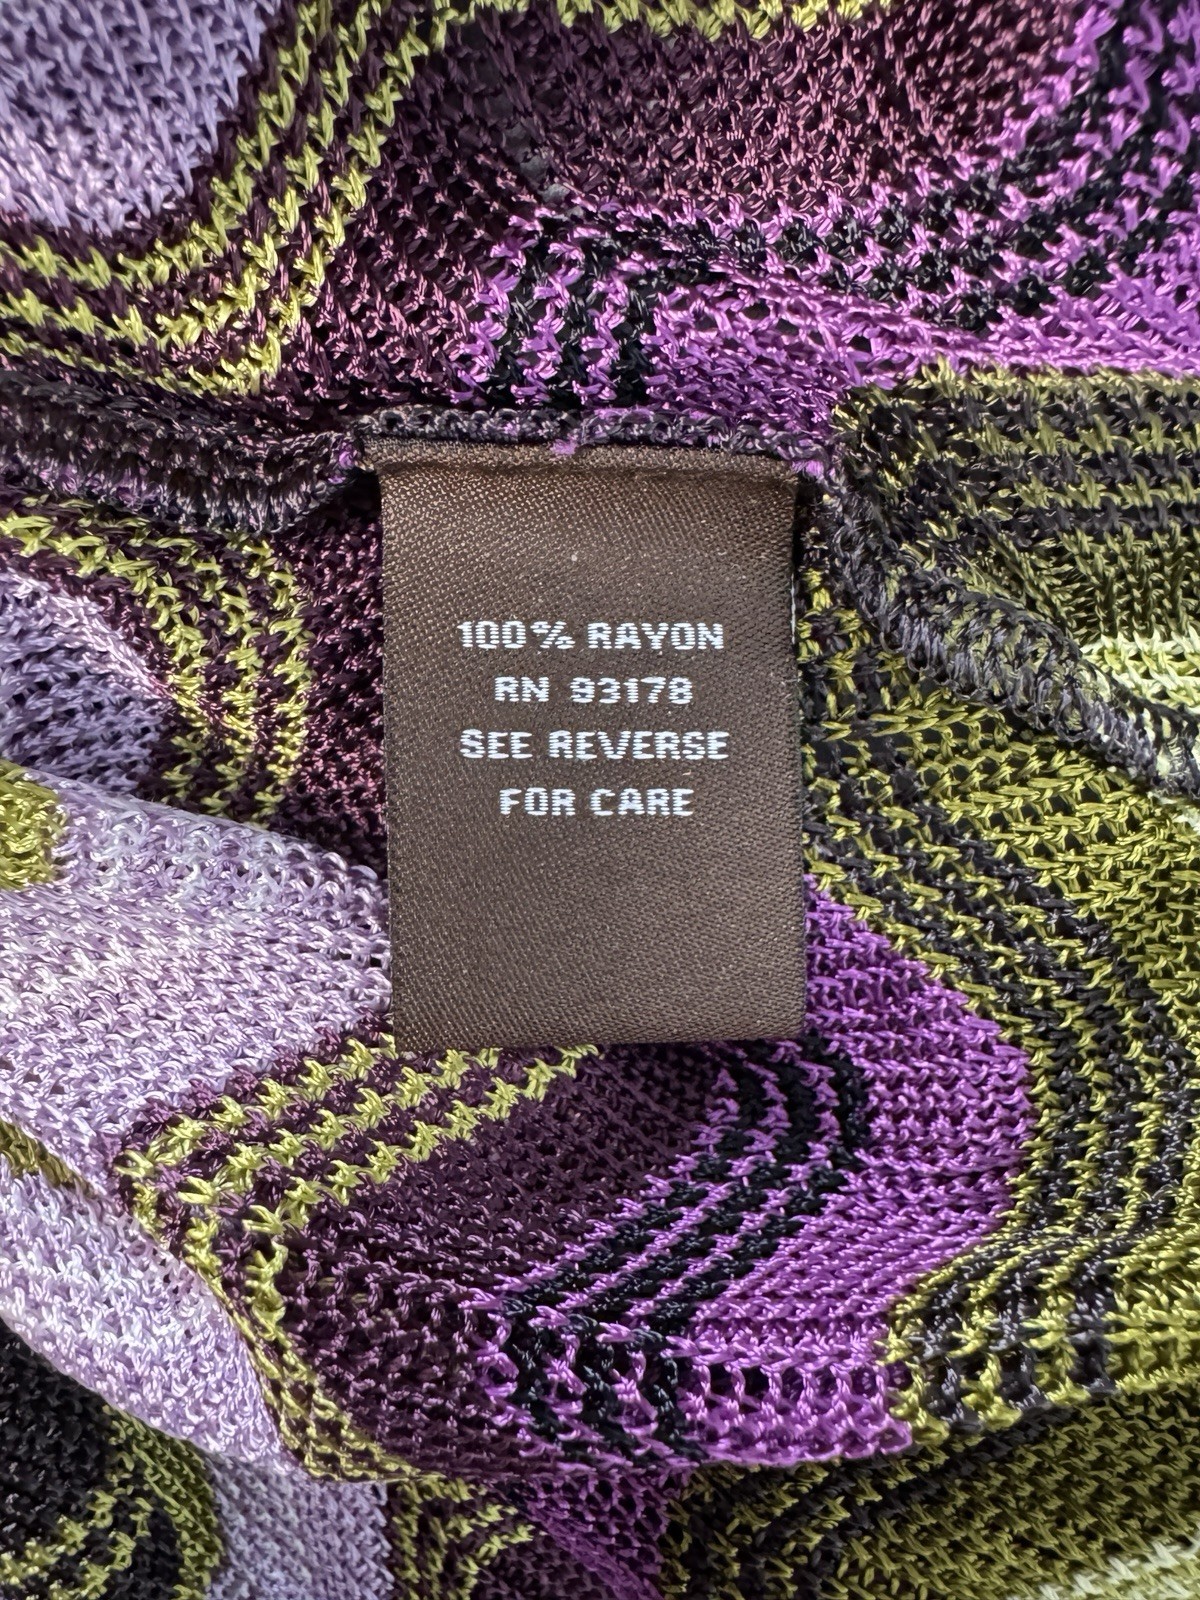 100% RAYON
RN 93178
SEE REVERSE
FOR CARE